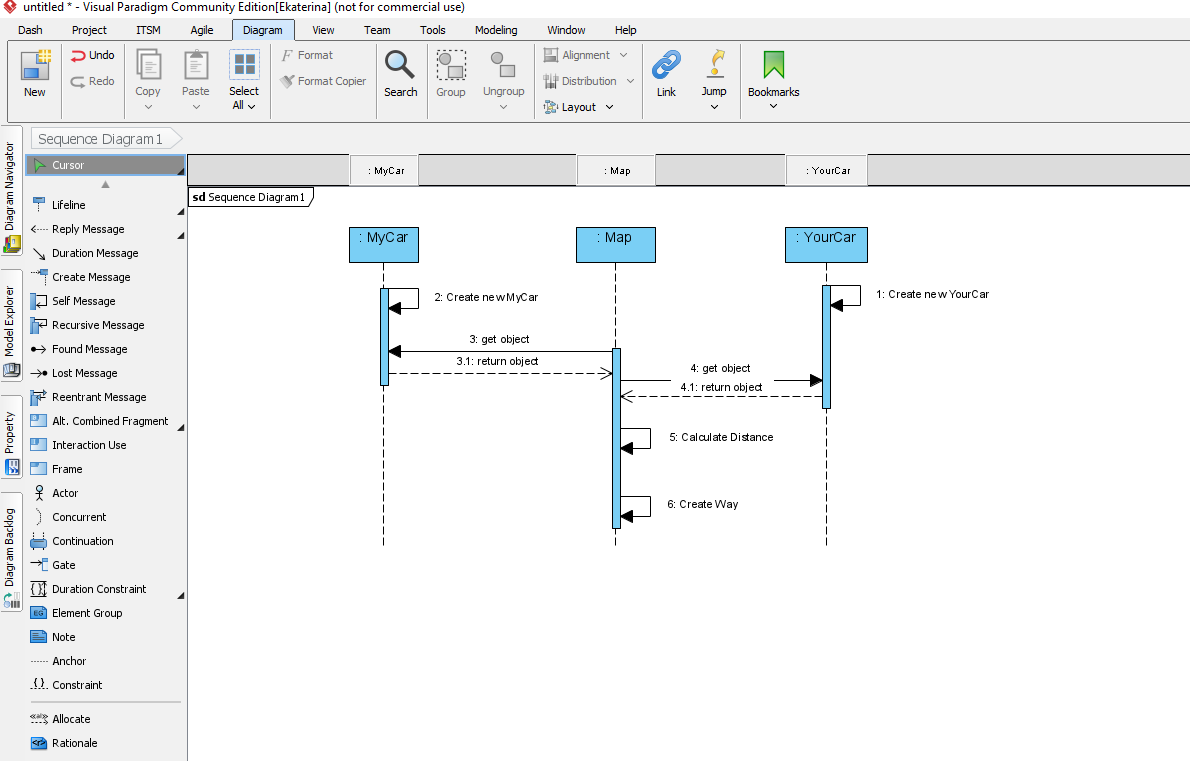 untitled * - Visual Paradigm Community Edition[Ekaterina] (not for commercial use)
Dash Project ITSM Agile Diagram View Team Tools Modeling Window Help
New
Undo
Redo
Copy
Paste
Select
All
Format
Format Copier
Search
Group
Ungroup
Alignment
Distribution
Layout
Link
Jump
Bookmarks
Diagram Navigator
Model Explorer
Property
Diagram Backlog
Sequence Diagram1
Cursor
Lifeline
Reply Message
Duration Message
Create Message
Self Message
Recursive Message
Found Message
Lost Message
Reentrant Message
Alt. Combined Fragment
Interaction Use
Frame
Actor
Concurrent
Continuation
Gate
Duration Constraint
EG Element Group
Note
Anchor
Constraint
Allocate
Rationale
: MyCar : Map : YourCar
sd Sequence Diagram1
: MyCar : Map : YourCar
1: Create new YourCar
2: Create new MyCar
3: get object
3.1: return object
4: get object
4.1: return object
5: Calculate Distance
6: Create Way